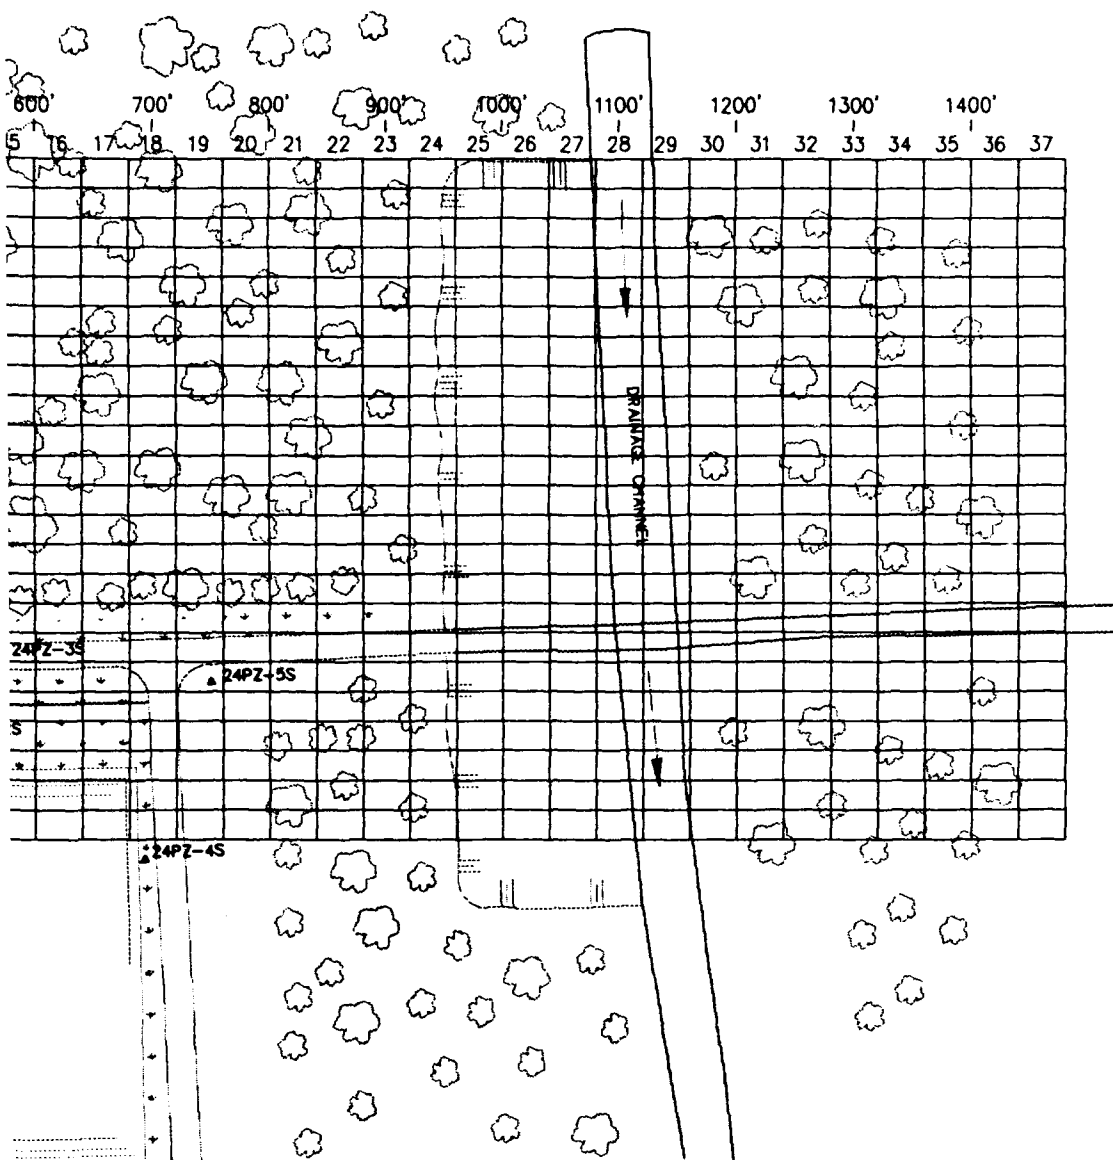 600' 700' 800' 900' 1000' 1100' 1200' 1300' 1400'
5 16 17 18 19 20 21 22 23 24 25 26 27 28 29 30 31 32 33 34 35 36 37
DRAINAGE CHANNEL
24PZ-3S
24PZ-5S
S
24PZ-4S